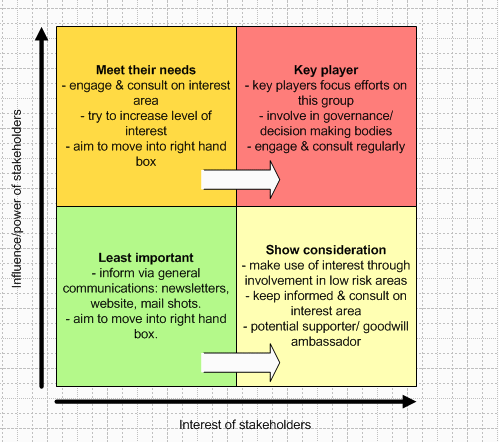 Influence/power of stakeholders
Meet their needs
- engage & consult on interest
area
- try to increase level of
interest
- aim to move into right hand
box
Key player
- key players focus efforts on
this group
- involve in governance/
decision making bodies
- engage & consult regularly
Least important
- inform via general
communications: newsletters,
website, mail shots.
- aim to move into right hand
box.
Show consideration
- make use of interest through
involvement in low risk areas
- keep informed & consult on
interest area
- potential supporter/ goodwill
ambassador
Interest of stakeholders